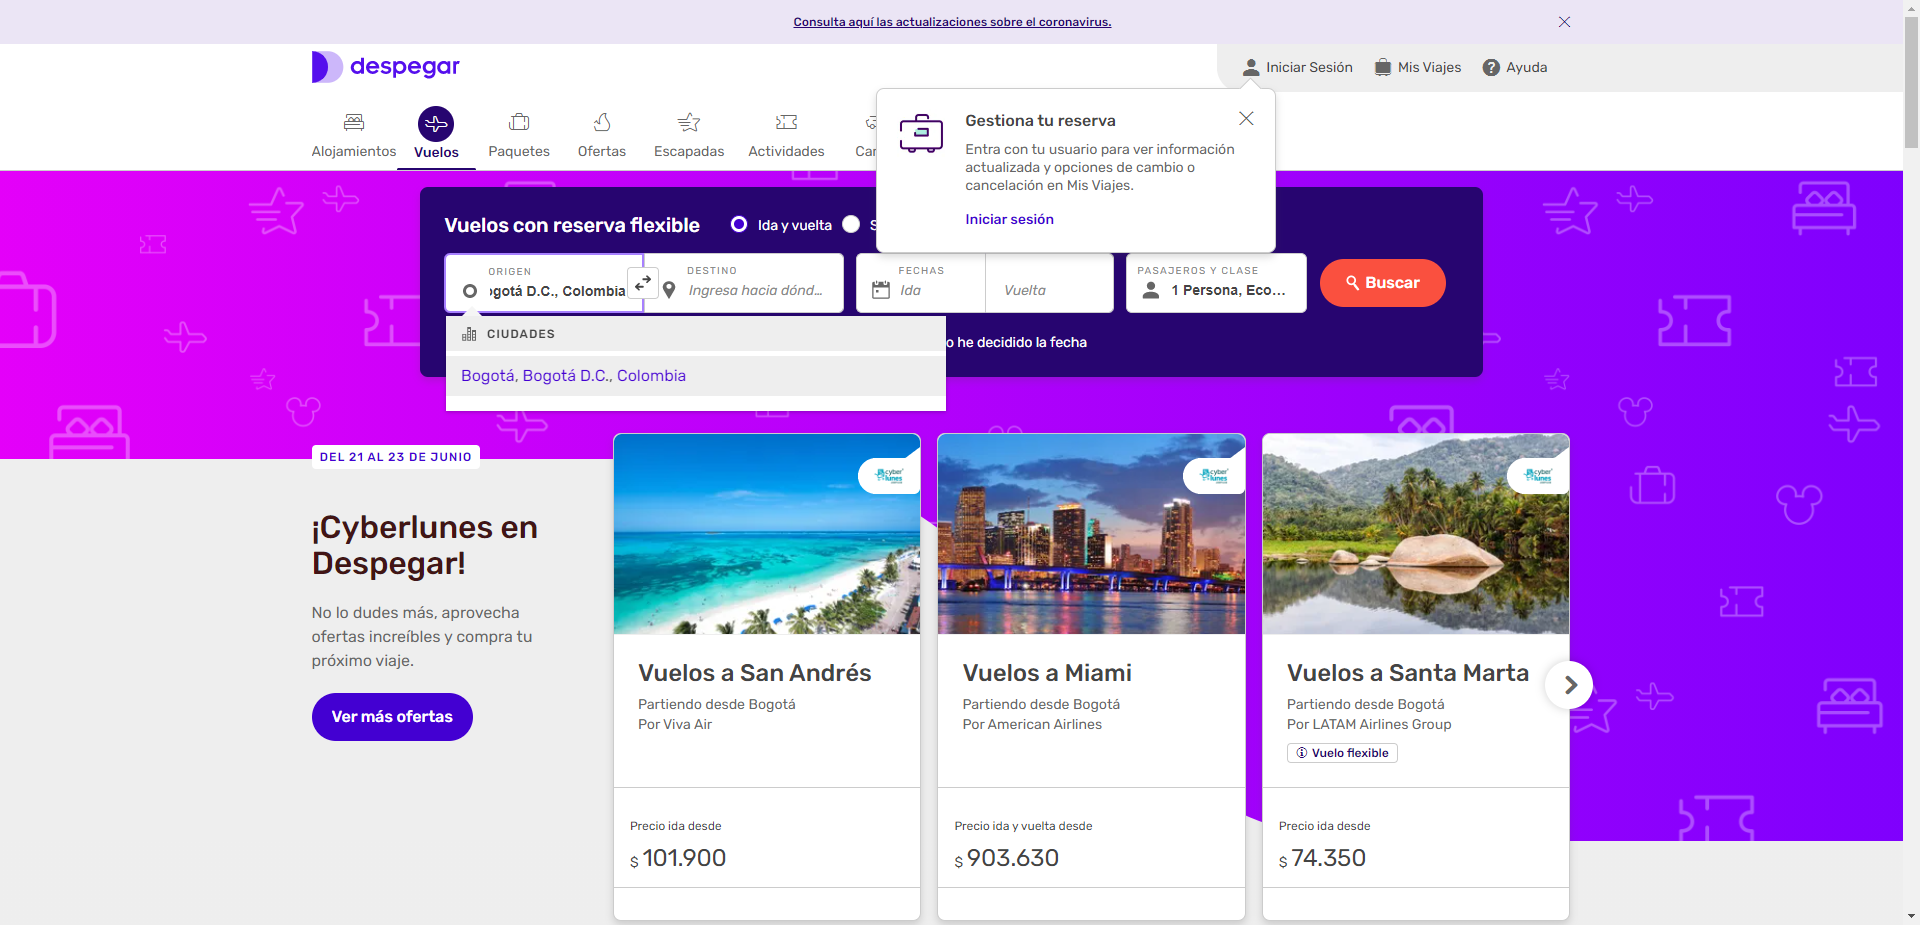 Consulta aquí las actualizaciones sobre el coronavirus.
despegar
Iniciar Sesión
Mis Viajes
Ayuda
Alojamientos
Vuelos
Paquetes
Ofertas
Escapadas
Actividades
Gestiona tu reserva
Entra con tu usuario para ver información
actualizada y opciones de cambio o
cancelación en Mis Viajes.
Iniciar sesión
Vuelos con reserva flexible
Ida y vuelta
ORIGEN
gotá D.C., Colombia
DESTINO
Ingresa hacia dónd...
FECHAS
Ida
Vuelta
PASAJEROS Y CLASE
1 Persona, Eco...
Buscar
CIUDADES
Bogotá, Bogotá D.C., Colombia
o he decidido la fecha
DEL 21 AL 23 DE JUNIO
¡Cyberlunes en
Despegar!
No lo dudes más, aprovecha
ofertas increíbles y compra tu
próximo viaje.
Ver más ofertas
cyber
lunes
Vuelos a San Andrés
Partiendo desde Bogotá
Por Viva Air
Precio ida desde
$ 101.900
cyber
lunes
Vuelos a Miami
Partiendo desde Bogotá
Por American Airlines
Precio ida y vuelta desde
$ 903.630
cyber
lunes
Vuelos a Santa Marta
Partiendo desde Bogotá
Por LATAM Airlines Group
Vuelo flexible
Precio ida desde
$ 74.350